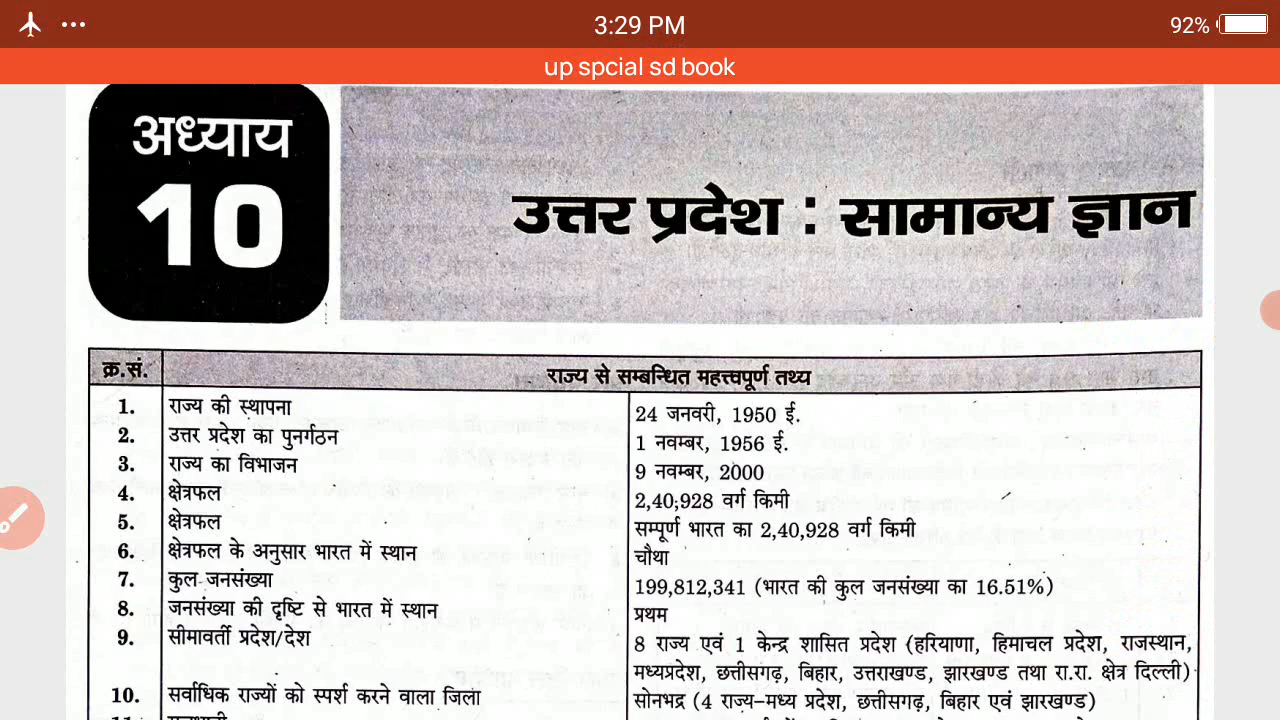 3:29 PM
92%
up spcial sd book
अध्याय
10
उत्तर प्रदेश : सामान्य ज्ञान
क्र.सं. राज्य से सम्बन्धित महत्त्वपूर्ण तथ्य
1. राज्य की स्थापना 24 जनवरी, 1950 ई.
2. उत्तर प्रदेश का पुनर्गठन 1 नवम्बर, 1956 ई.
3. राज्य का विभाजन 9 नवम्बर, 2000
4. क्षेत्रफल 2,40;928 वर्ग किमी
5. क्षेत्रफल सम्पूर्ण भारत का 2,40,928 वर्ग किमी
6. क्षेत्रफल के अनुसार भारत में स्थान चौथा
7. कुल जनसंख्या 199,812,341 (भारत की कुल जनसंख्या का 16.51%)
8. जनसंख्या की दृष्टि से भारत में स्थान प्रथम
9. सीमावर्ती प्रदेश/देश 8 राज्य एवं 1 केन्द्र शासित प्रदेश (हरियाणा, हिमाचल प्रदेश, राजस्थान,
मध्यप्रदेश, छत्तीसगढ़, बिहार, उत्तराखण्ड, झारखण्ड तथा रा.रा. क्षेत्र दिल्ली)
10. सर्वाधिक राज्यों को स्पर्श करने वाला जिला सोनभद्र (4 राज्य–मध्य प्रदेश, छत्तीसगढ़, बिहार एवं झारखण्ड)